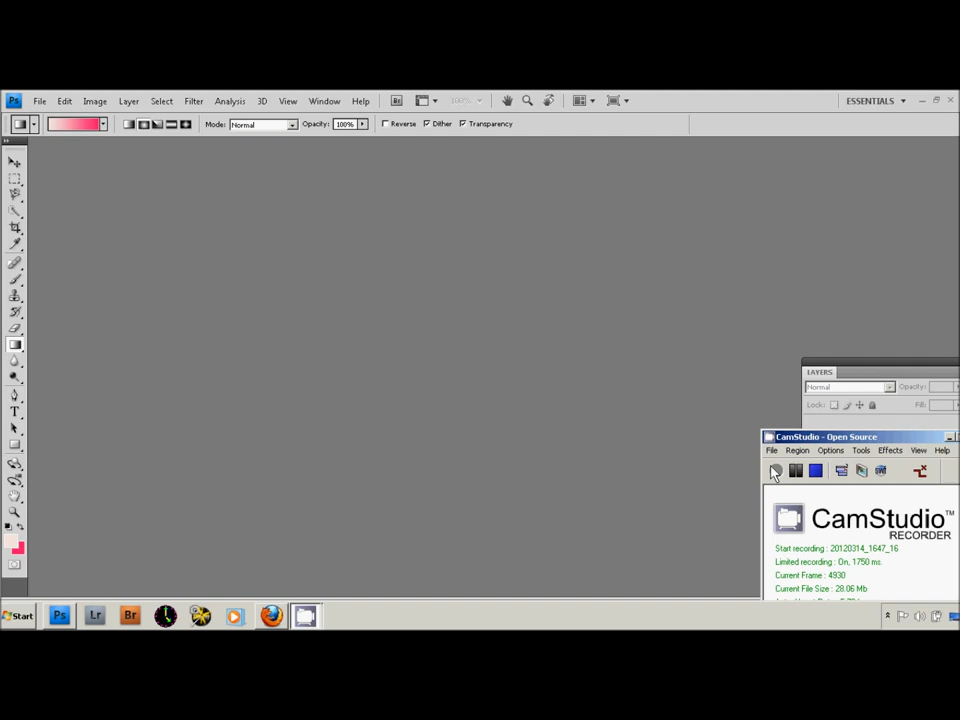 Ps File Edit Image Layer Select Filter Analysis 3D View Window Help Br 100% ESSENTIALS
Mode: Normal Opacity: 100% Reverse Dither Transparency
T
LAYERS
Normal Opacity:
Lock: Fill:
CamStudio - Open Source
File Region Options Tools Effects View Help
CamStudio™
RECORDER
Start recording : 20120314_1647_16
Limited recording : On, 1750 ms.
Current Frame : 4930
Current File Size : 28.06 Mb
Start Ps Lr Br